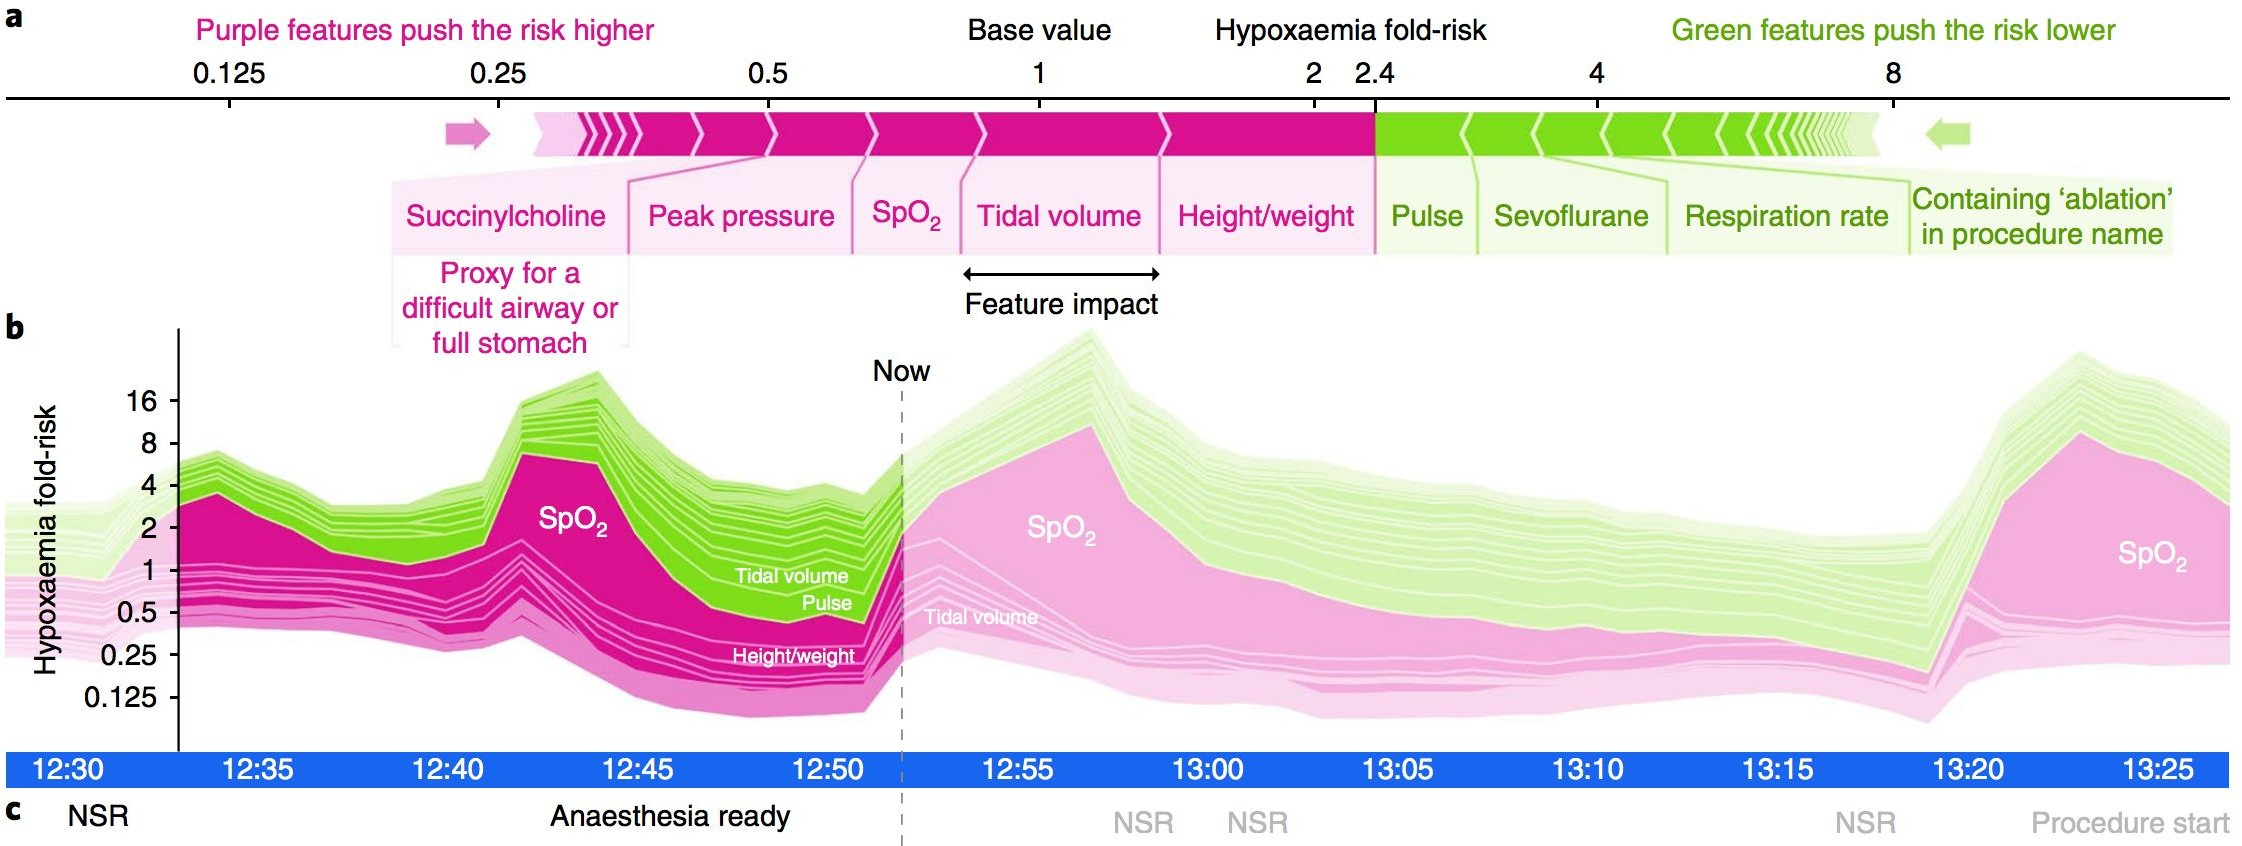 a
Purple features push the risk higher
Base value
Hypoxaemia fold-risk
Green features push the risk lower
0.125 0.25 0.5 1 2 2.4 4 8
Succinylcholine
Peak pressure
SpO2
Tidal volume
Height/weight
Pulse
Sevoflurane
Respiration rate
Containing ‘ablation’
in procedure name
Proxy for a
difficult airway or
full stomach
Feature impact
b
Now
Hypoxaemia fold-risk
16
8
4
2
1
0.5
0.25
0.125
SpO2
Tidal volume
Pulse
Height/weight
SpO2
Tidal volume
SpO2
12:30 12:35 12:40 12:45 12:50 12:55 13:00 13:05 13:10 13:15 13:20 13:25
c
NSR
Anaesthesia ready
NSR
NSR
NSR
Procedure start